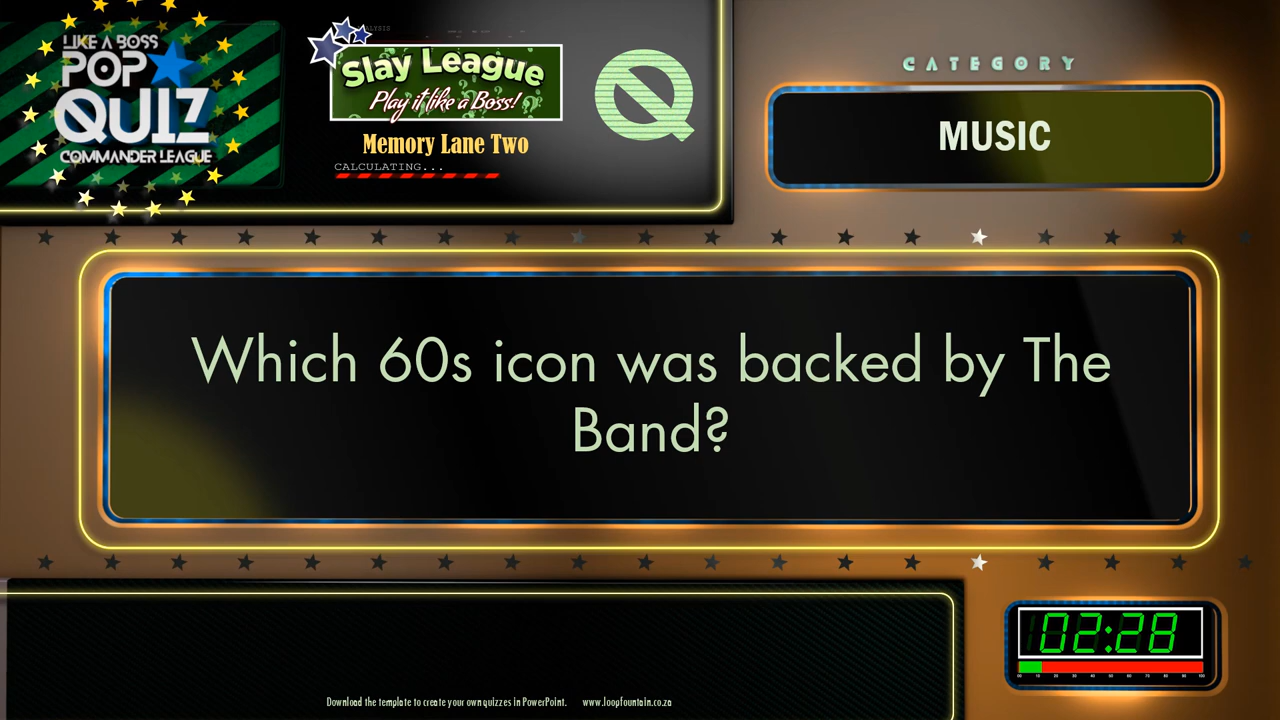 LIKE A BOSS
POP
QUIZ
COMMANDER LEAGUE
Slay League
Play it like a Boss!
Memory Lane Two
CALCULATING...
Q
CATEGORY
MUSIC
Which 60s icon was backed by The
Band?
02:28
Download the template to create your own quizzes in PowerPoint. www.loopfountain.co.za